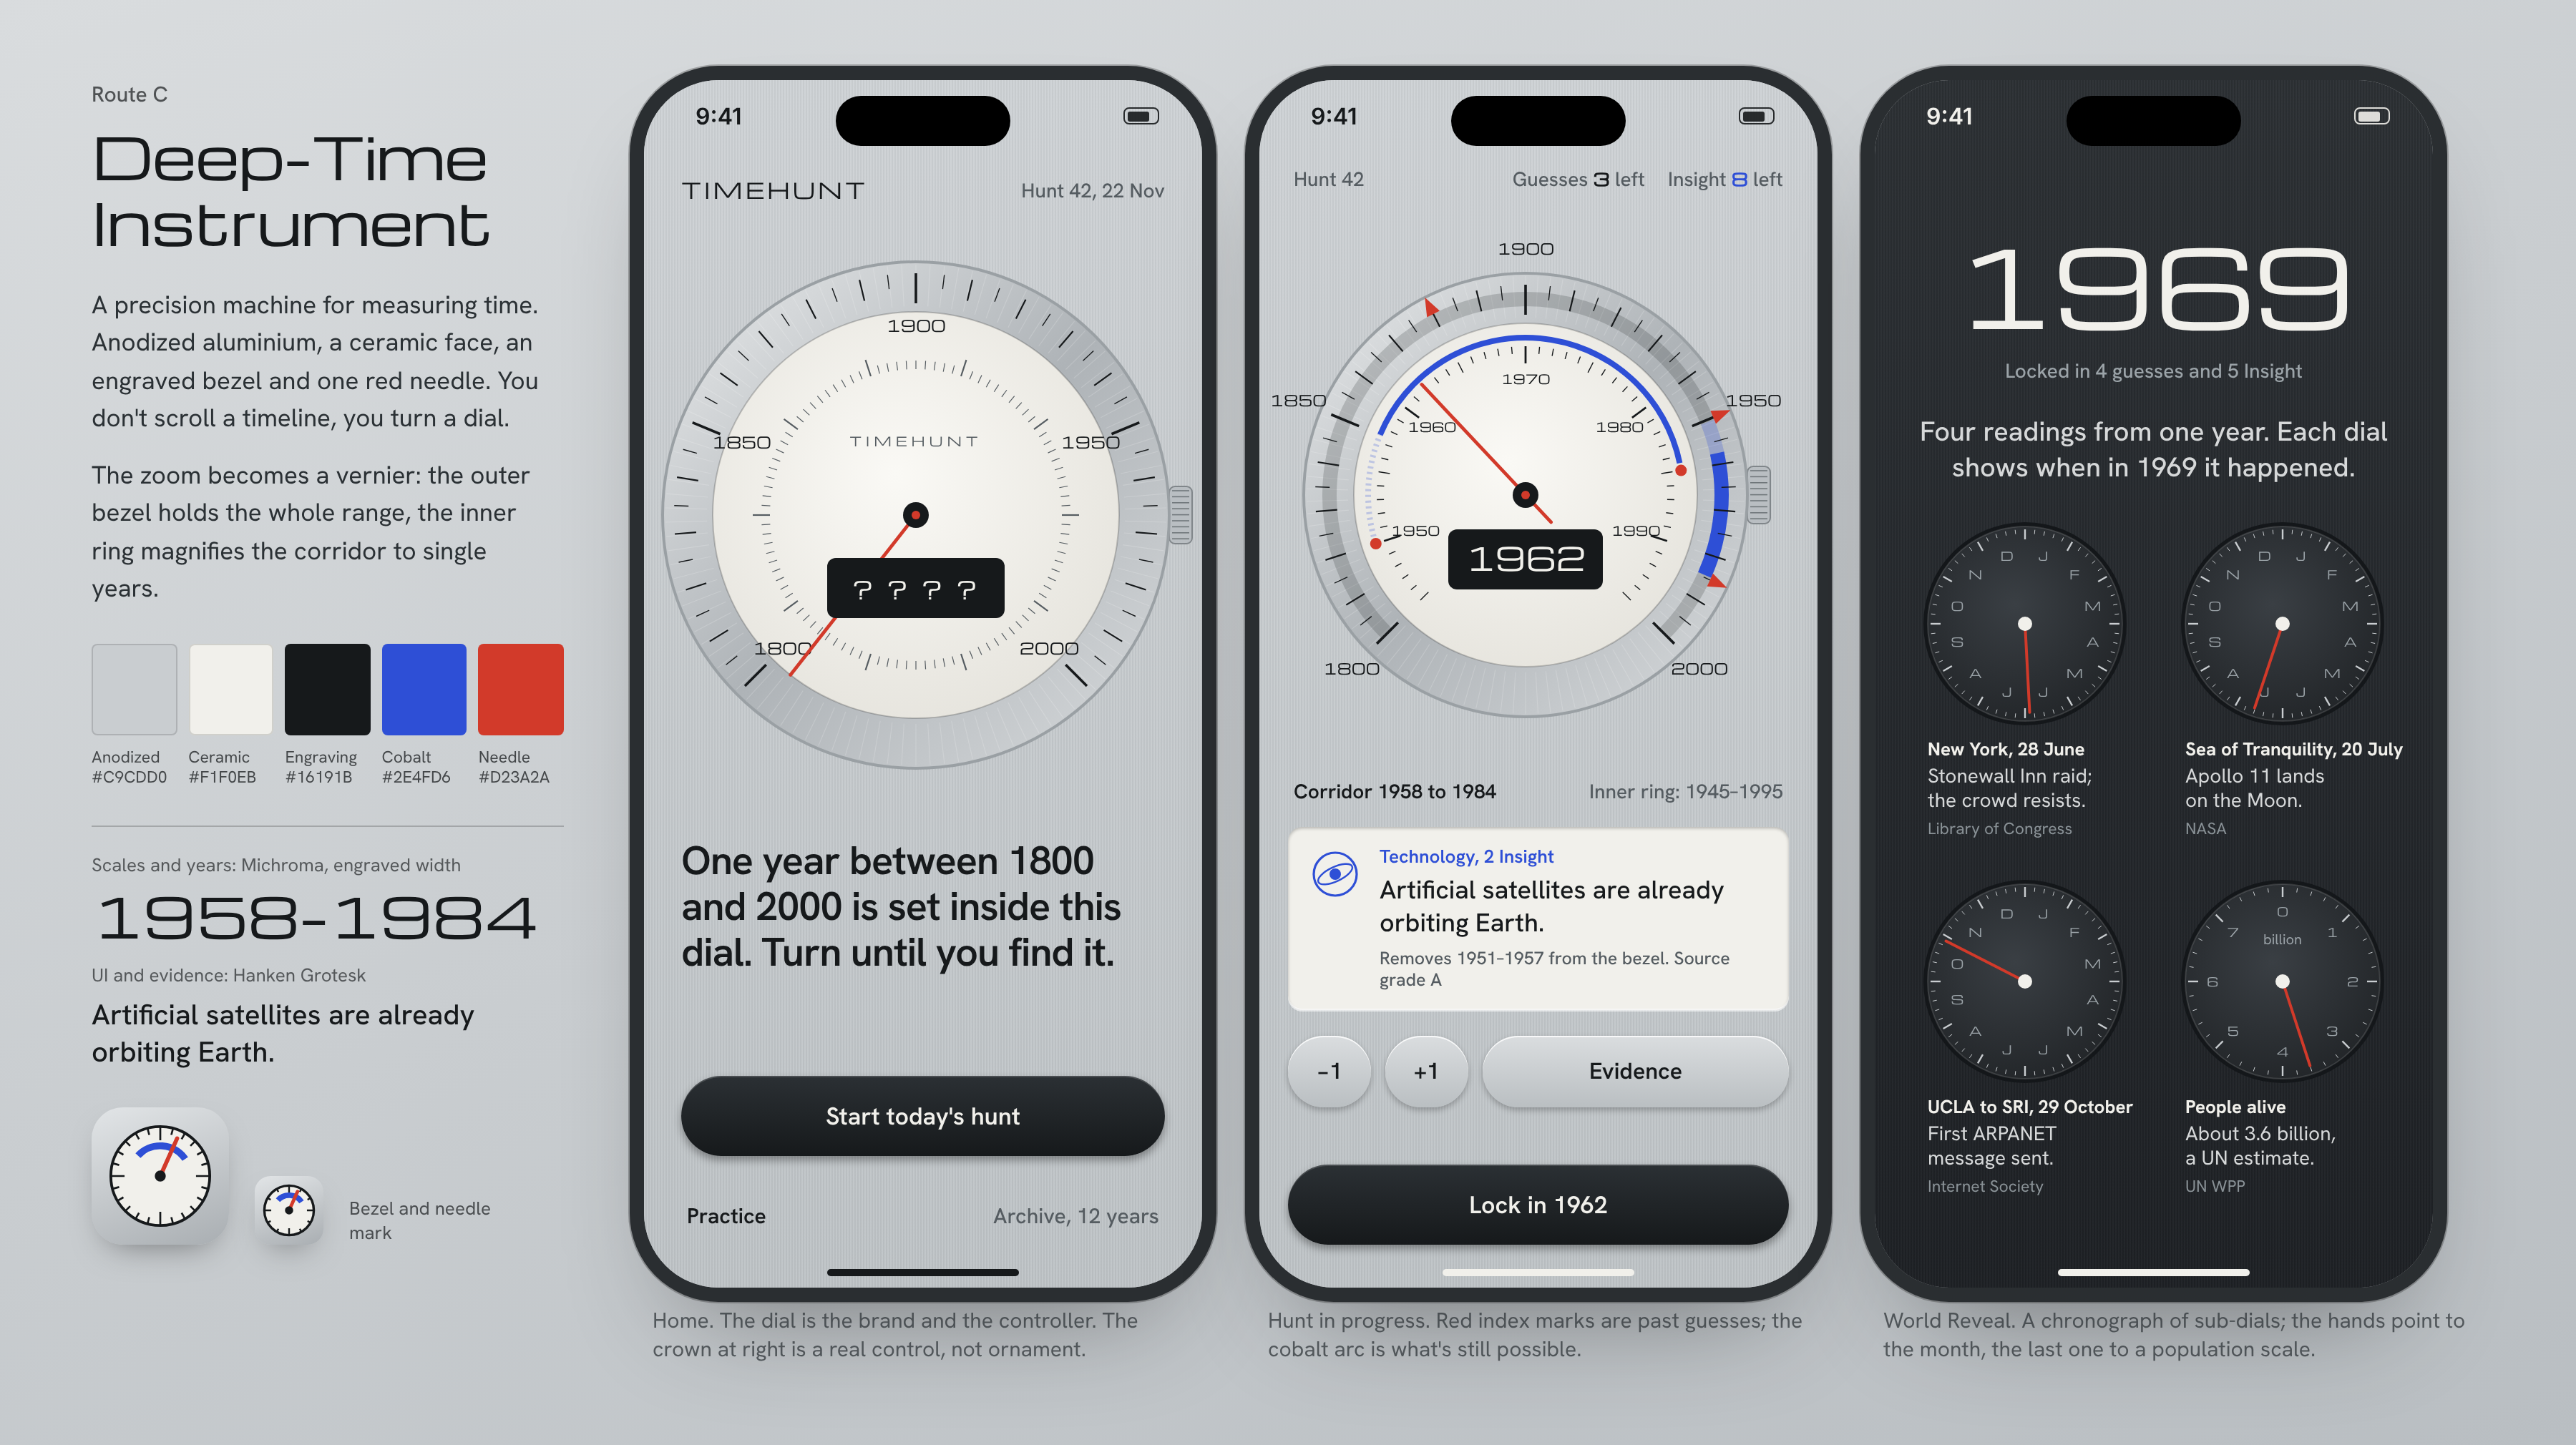 Route C
Deep-Time
Instrument
A precision machine for measuring time.
Anodized aluminium, a ceramic face, an
engraved bezel and one red needle. You
don't scroll a timeline, you turn a dial.
The zoom becomes a vernier: the outer
bezel holds the whole range, the inner
ring magnifies the corridor to single
years.
Anodized
#C9CDD0
Ceramic
#F1F0EB
Engraving
#16191B
Cobalt
#2E4FD6
Needle
#D23A2A
Scales and years: Michroma, engraved width
1958-1984
UI and evidence: Hanken Grotesk
Artificial satellites are already
orbiting Earth.
Bezel and needle
mark
9:41
TIMEHUNT
Hunt 42, 22 Nov
1900
1850
TIMEHUNT
1950
? ? ? ?
1800
2000
One year between 1800
and 2000 is set inside this
dial. Turn until you find it.
Start today's hunt
Practice
Archive, 12 years
Home. The dial is the brand and the controller. The
crown at right is a real control, not ornament.
9:41
Hunt 42
Guesses 3 left
Insight 8 left
1900
1850
1950
1970
1960
1980
1950
1990
1962
1800
2000
Corridor 1958 to 1984
Inner ring: 1945–1995
Technology, 2 Insight
Artificial satellites are already
orbiting Earth.
Removes 1951–1957 from the bezel. Source
grade A
−1
+1
Evidence
Lock in 1962
Hunt in progress. Red index marks are past guesses; the
cobalt arc is what's still possible.
9:41
1969
Locked in 4 guesses and 5 Insight
Four readings from one year. Each dial
shows when in 1969 it happened.
J F M A M J J A S O N D
New York, 28 June
Stonewall Inn raid;
the crowd resists.
Library of Congress
J F M A M J J A S O N D
Sea of Tranquility, 20 July
Apollo 11 lands
on the Moon.
NASA
J F M A M J J A S O N D
UCLA to SRI, 29 October
First ARPANET
message sent.
Internet Society
0 1 2 3 4 5 6 7
billion
People alive
About 3.6 billion,
a UN estimate.
UN WPP
World Reveal. A chronograph of sub-dials; the hands point to
the month, the last one to a population scale.